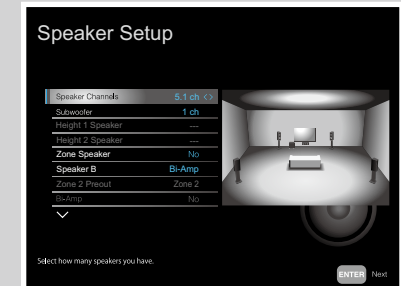 Speaker Setup
Speaker Channels 5.1 ch <>
Subwoofer 1 ch
Height 1 Speaker ---
Height 2 Speaker ---
Zone Speaker No
Speaker B Bi-Amp
Zone 2 Preout Zone 2
Bi-Amp No
Select how many speakers you have.
ENTER Next